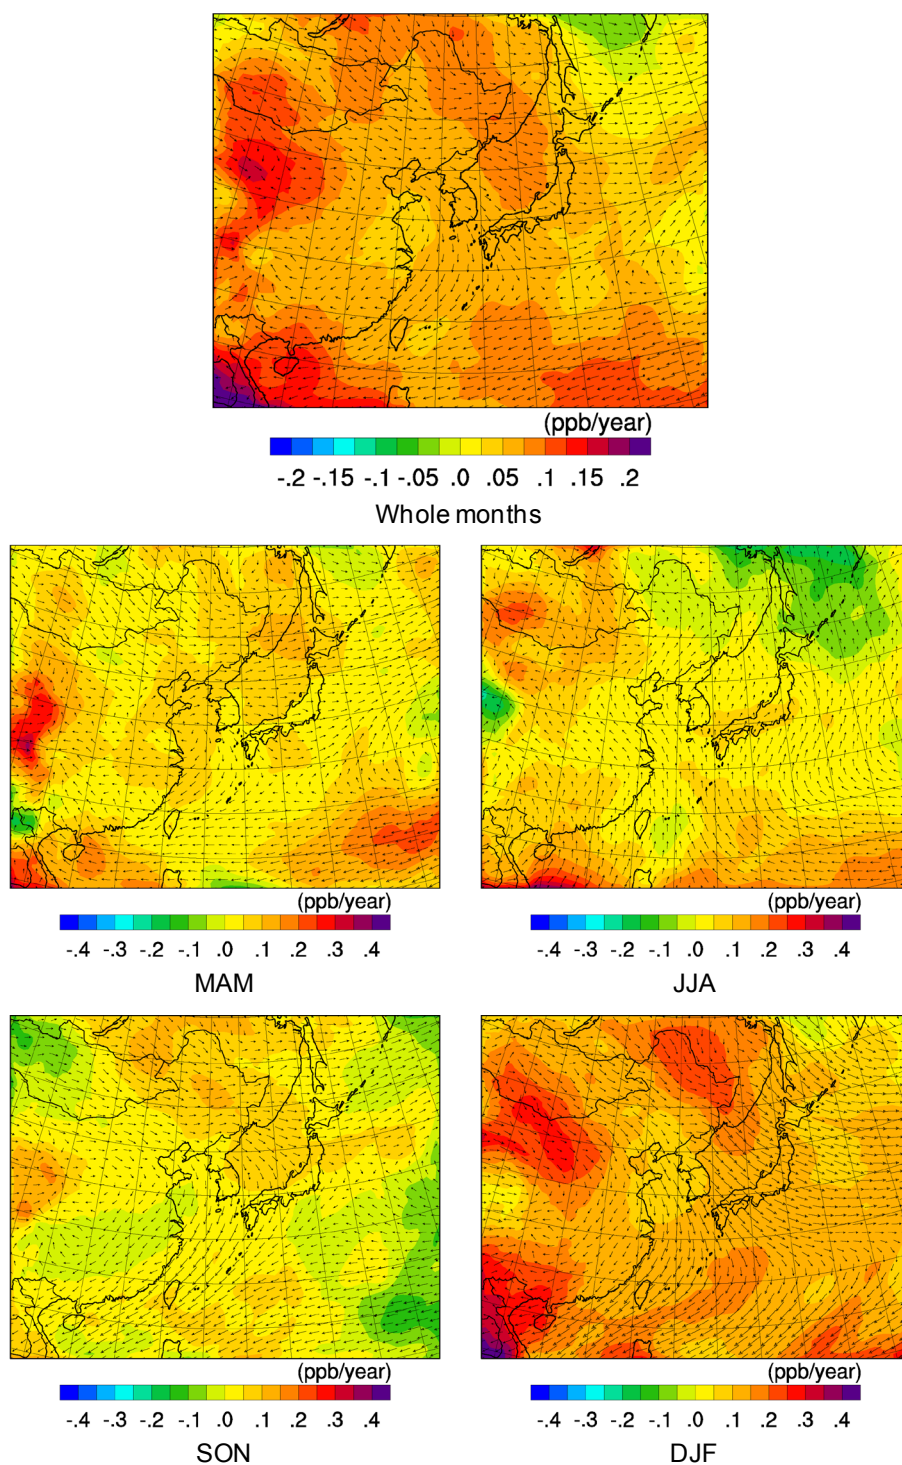 (ppb/year)
-.2 -.15 -.1 -.05 .0 .05 .1 .15 .2
Whole months
(ppb/year)
-.4 -.3 -.2 -.1 .0 .1 .2 .3 .4
MAM
(ppb/year)
-.4 -.3 -.2 -.1 .0 .1 .2 .3 .4
JJA
(ppb/year)
-.4 -.3 -.2 -.1 .0 .1 .2 .3 .4
SON
(ppb/year)
-.4 -.3 -.2 -.1 .0 .1 .2 .3 .4
DJF